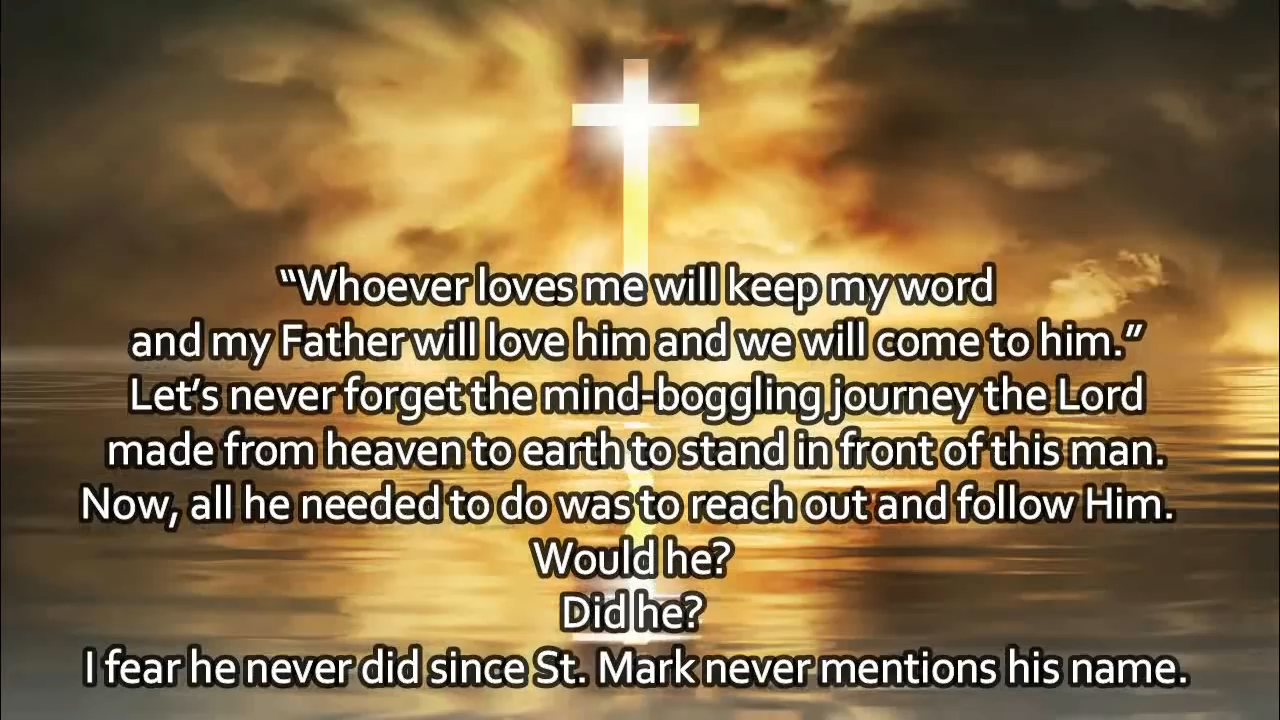 “Whoever loves me will keep my word
and my Father will love him and we will come to him.”
Let’s never forget the mind-boggling journey the Lord
made from heaven to earth to stand in front of this man.
Now, all he needed to do was to reach out and follow Him.
Would he?
Did he?
I fear he never did since St. Mark never mentions his name.